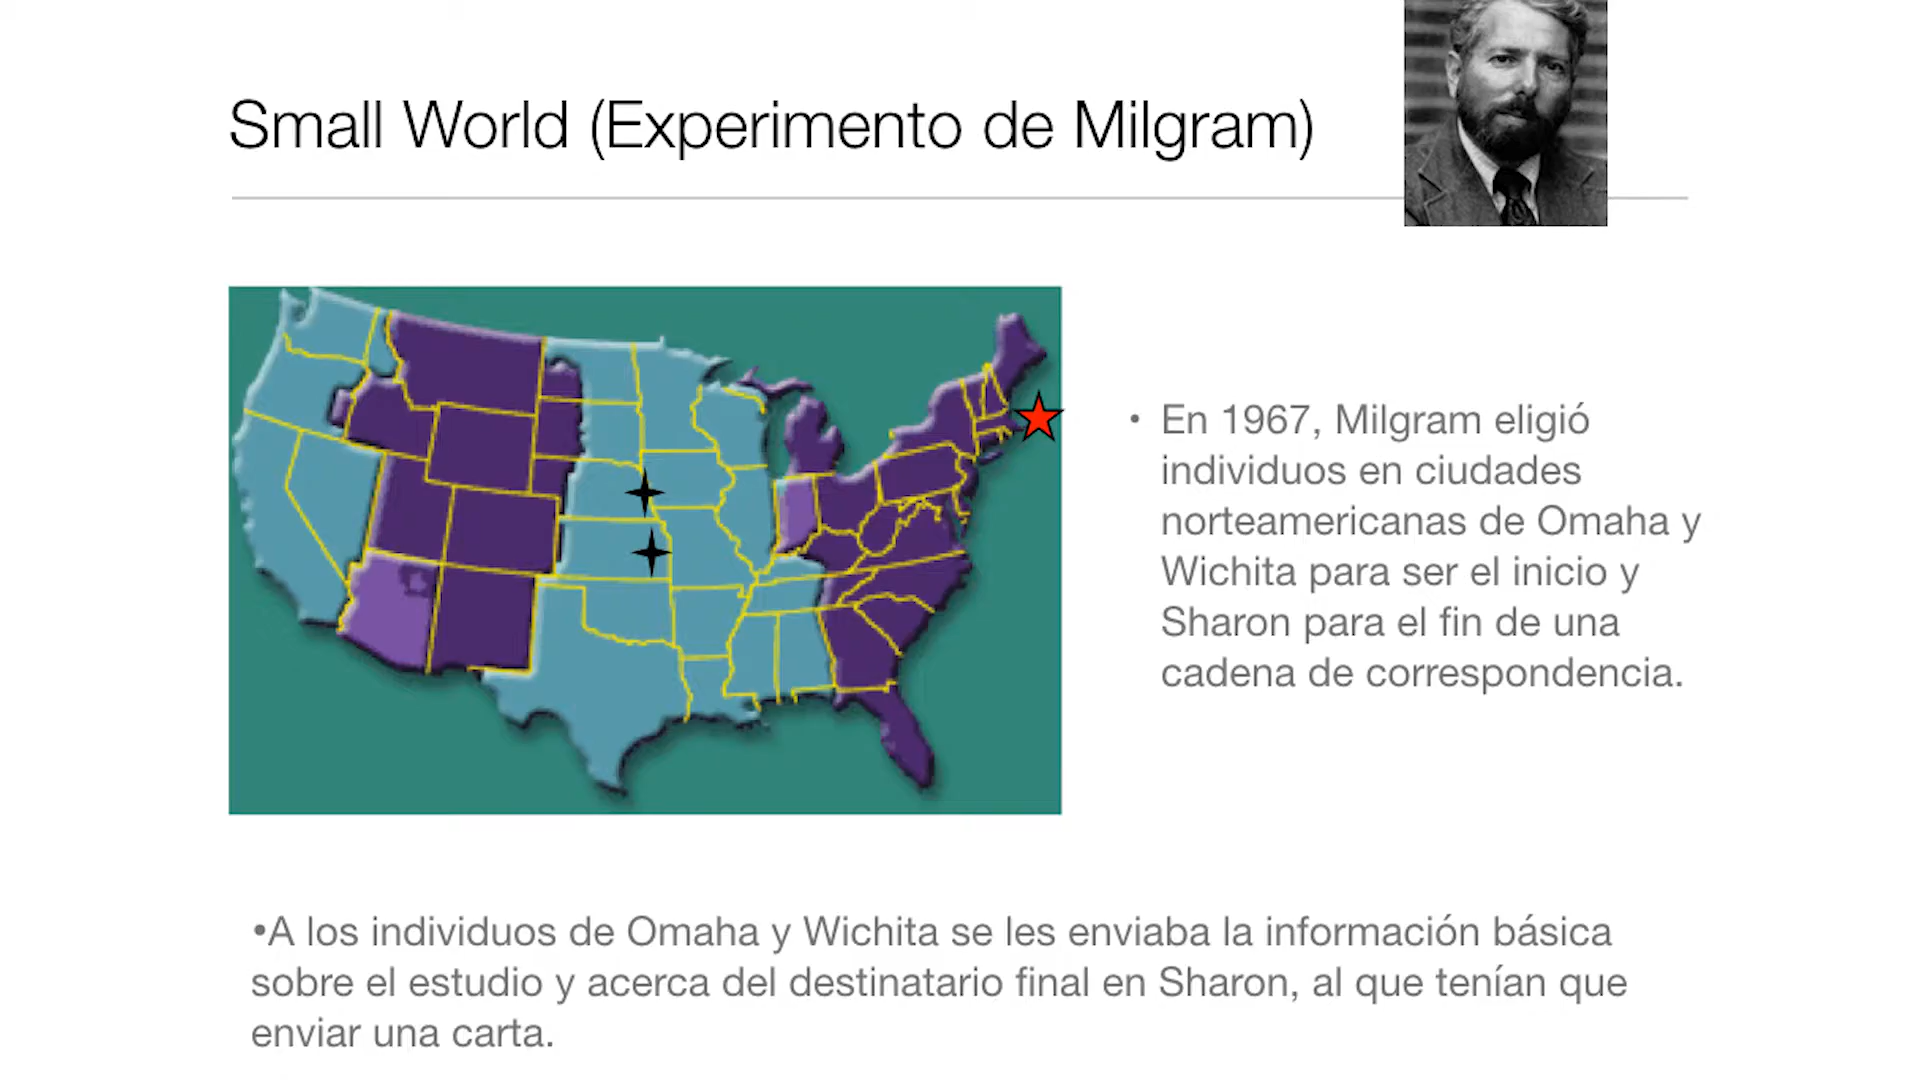 Small World (Experimento de Milgram)
• En 1967, Milgram eligió
individuos en ciudades
norteamericanas de Omaha y
Wichita para ser el inicio y
Sharon para el fin de una
cadena de correspondencia.
•A los individuos de Omaha y Wichita se les enviaba la información básica
sobre el estudio y acerca del destinatario final en Sharon, al que tenían que
enviar una carta.